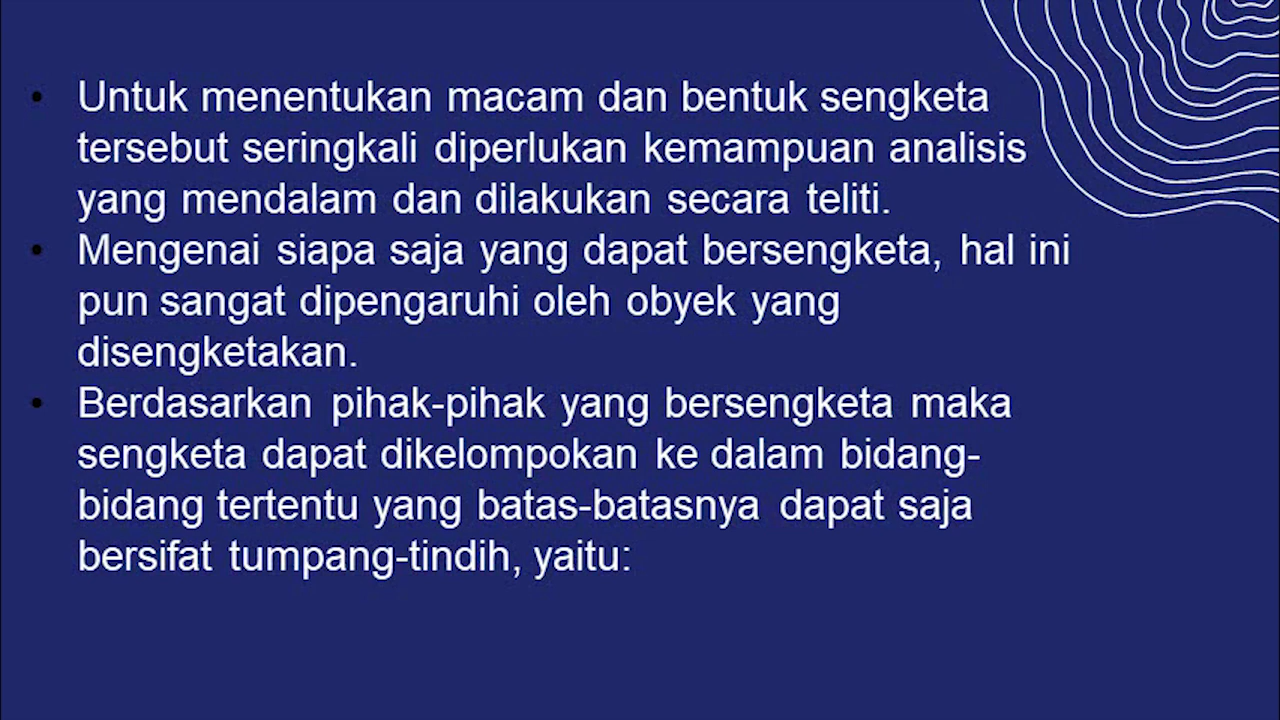 • Untuk menentukan macam dan bentuk sengketa
tersebut seringkali diperlukan kemampuan analisis
yang mendalam dan dilakukan secara teliti.
• Mengenai siapa saja yang dapat bersengketa, hal ini
pun sangat dipengaruhi oleh obyek yang
disengketakan.
• Berdasarkan pihak-pihak yang bersengketa maka
sengketa dapat dikelompokan ke dalam bidang-
bidang tertentu yang batas-batasnya dapat saja
bersifat tumpang-tindih, yaitu: